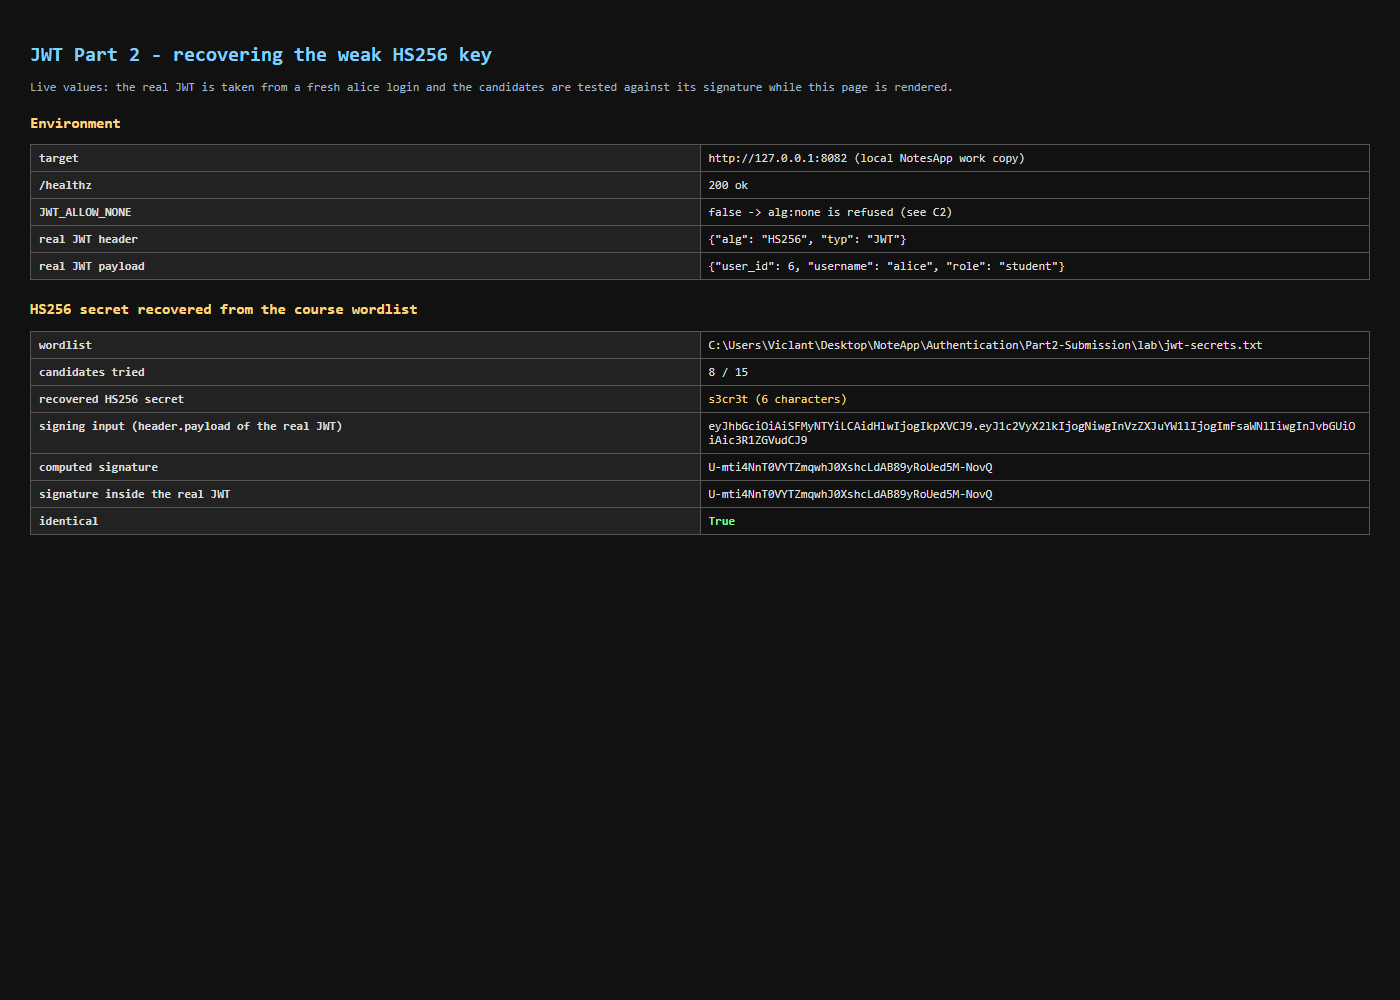 JWT Part 2 - recovering the weak HS256 key
Live values: the real JWT is taken from a fresh alice login and the candidates are tested against its signature while this page is rendered.
Environment
target http://127.0.0.1:8082 (local NotesApp work copy)
/healthz 200 ok
JWT_ALLOW_NONE false -> alg:none is refused (see C2)
real JWT header {"alg": "HS256", "typ": "JWT"}
real JWT payload {"user_id": 6, "username": "alice", "role": "student"}
HS256 secret recovered from the course wordlist
wordlist C:\Users\Viclant\Desktop\NoteApp\Authentication\Part2-Submission\lab\jwt-secrets.txt
candidates tried 8 / 15
recovered HS256 secret s3cr3t (6 characters)
signing input (header.payload of the real JWT) eyJhbGciOiAiSFMyNTYiLCAidHlwIjogIkpXVCJ9.eyJ1c2VyX2lkIjogNiwgInVzZXJuYW1lIjogImFsaWNlIiwgInJvbGUiO
iAic3R1ZGVudCJ9
computed signature U-mti4NnT0VYTZmqwhJ0XshcLdAB89yRoUed5M-NovQ
signature inside the real JWT U-mti4NnT0VYTZmqwhJ0XshcLdAB89yRoUed5M-NovQ
identical True